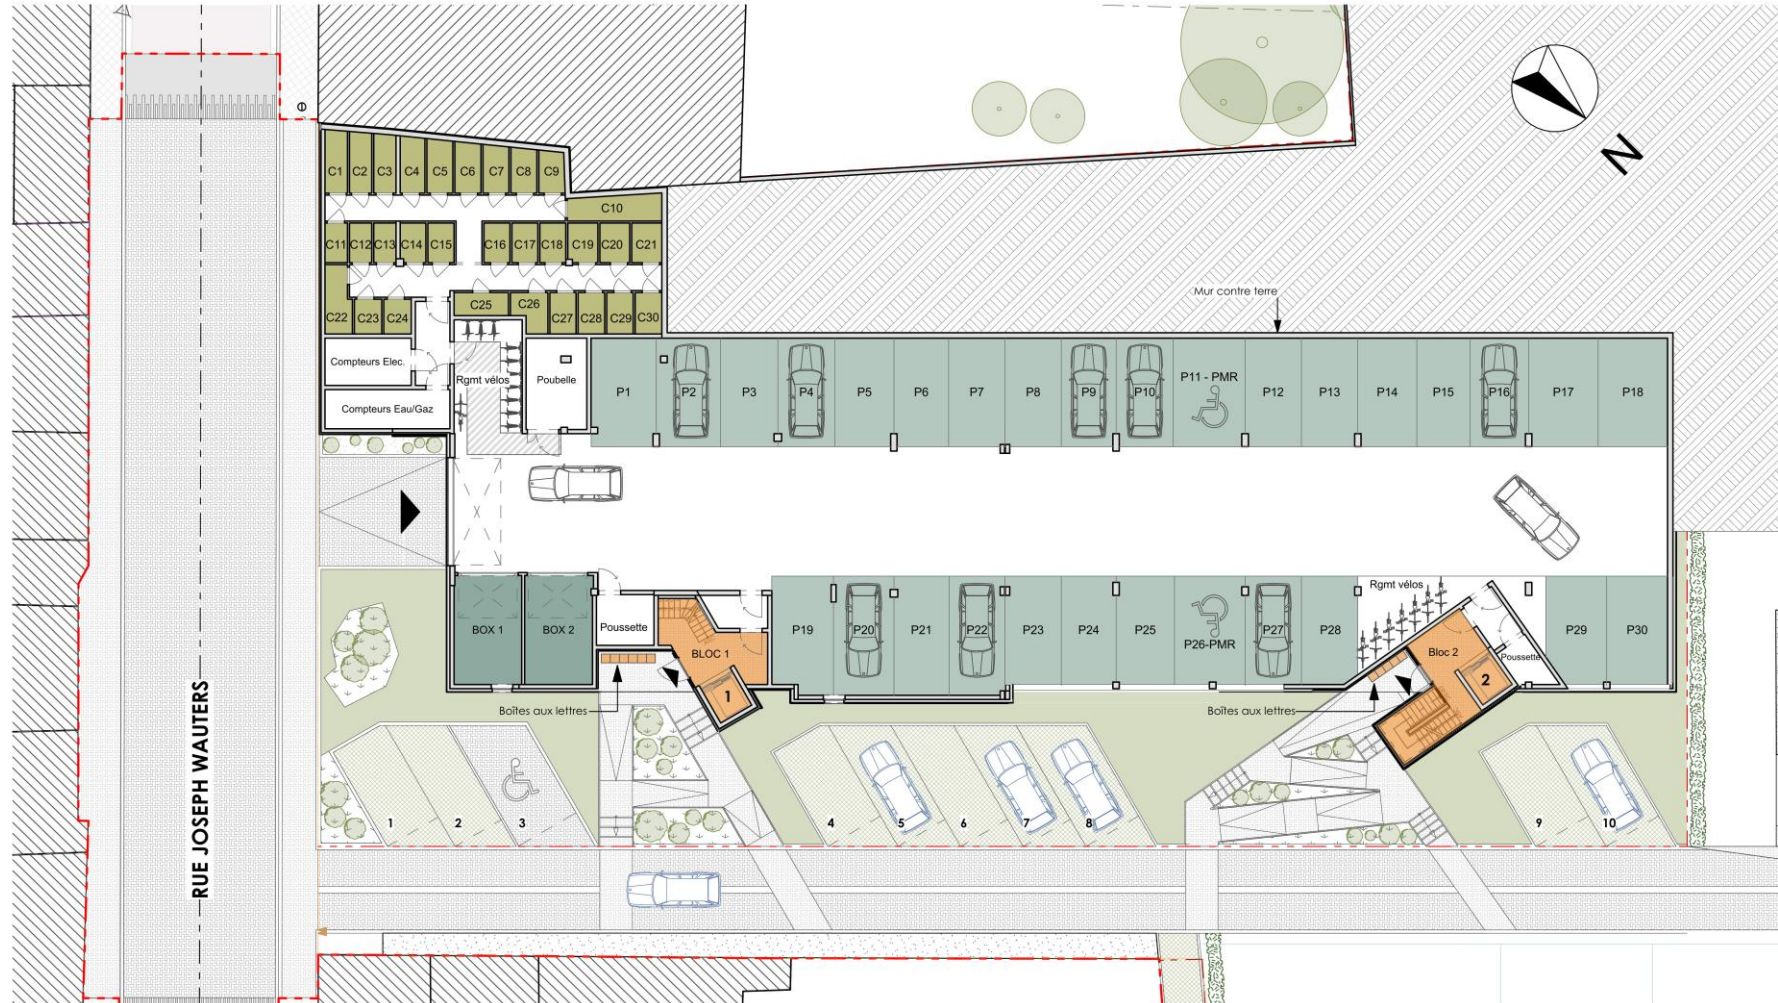 e
N
C1 C2 C3 C4 C5 C6 C7 C8 C9
C10
C11 C12 C13 C14 C15 C16 C17 C18 C19 C20 C21
C25 C26
C22 C23 C24 C27 C28 C29 C30
Mur contre terre
Compteurs Elec.
Rgmt vélos
Poubelle
Compteurs Eau/Gaz
P1 P2 P3 P4 P5 P6 P7 P8 P9 P10 P11 - PMR P12 P13 P14 P15 P16 P17 P18
Rgmt vélos
BOX 1 BOX 2 Poussette
BLOC 1
P19 P20 P21 P22 P23 P24 P25 P26-PMR P27 P28
Bloc 2
Poussette
P29 P30
1
2
Boîtes aux lettres
Boîtes aux lettres
RUE JOSEPH WAUTERS
1 2 3 4 5 6 7 8 9 10